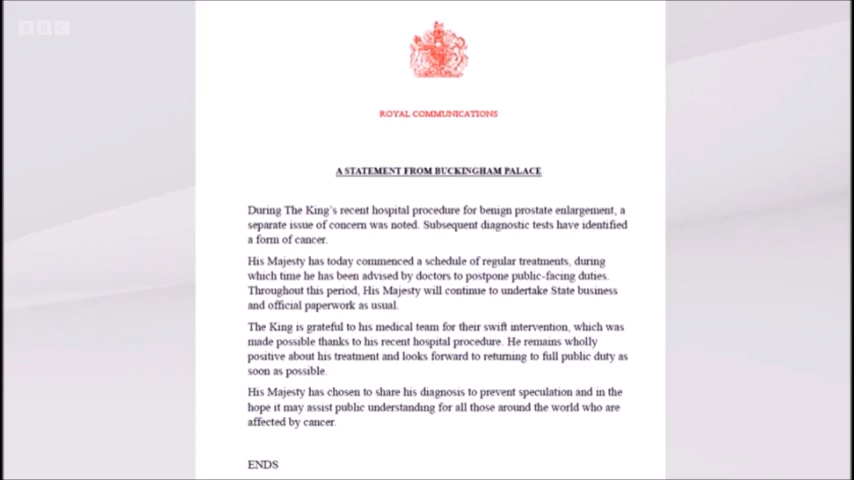 BBC
ROYAL COMMUNICATIONS
A STATEMENT FROM BUCKINGHAM PALACE
During The King's recent hospital procedure for benign prostate enlargement, a
separate issue of concern was noted. Subsequent diagnostic tests have identified
a form of cancer.
His Majesty has today commenced a schedule of regular treatments, during
which time he has been advised by doctors to postpone public-facing duties.
Throughout this period, His Majesty will continue to undertake State business
and official paperwork as usual.
The King is grateful to his medical team for their swift intervention, which was
made possible thanks to his recent hospital procedure. He remains wholly
positive about his treatment and looks forward to returning to full public duty as
soon as possible.
His Majesty has chosen to share his diagnosis to prevent speculation and in the
hope it may assist public understanding for all those around the world who are
affected by cancer.
ENDS